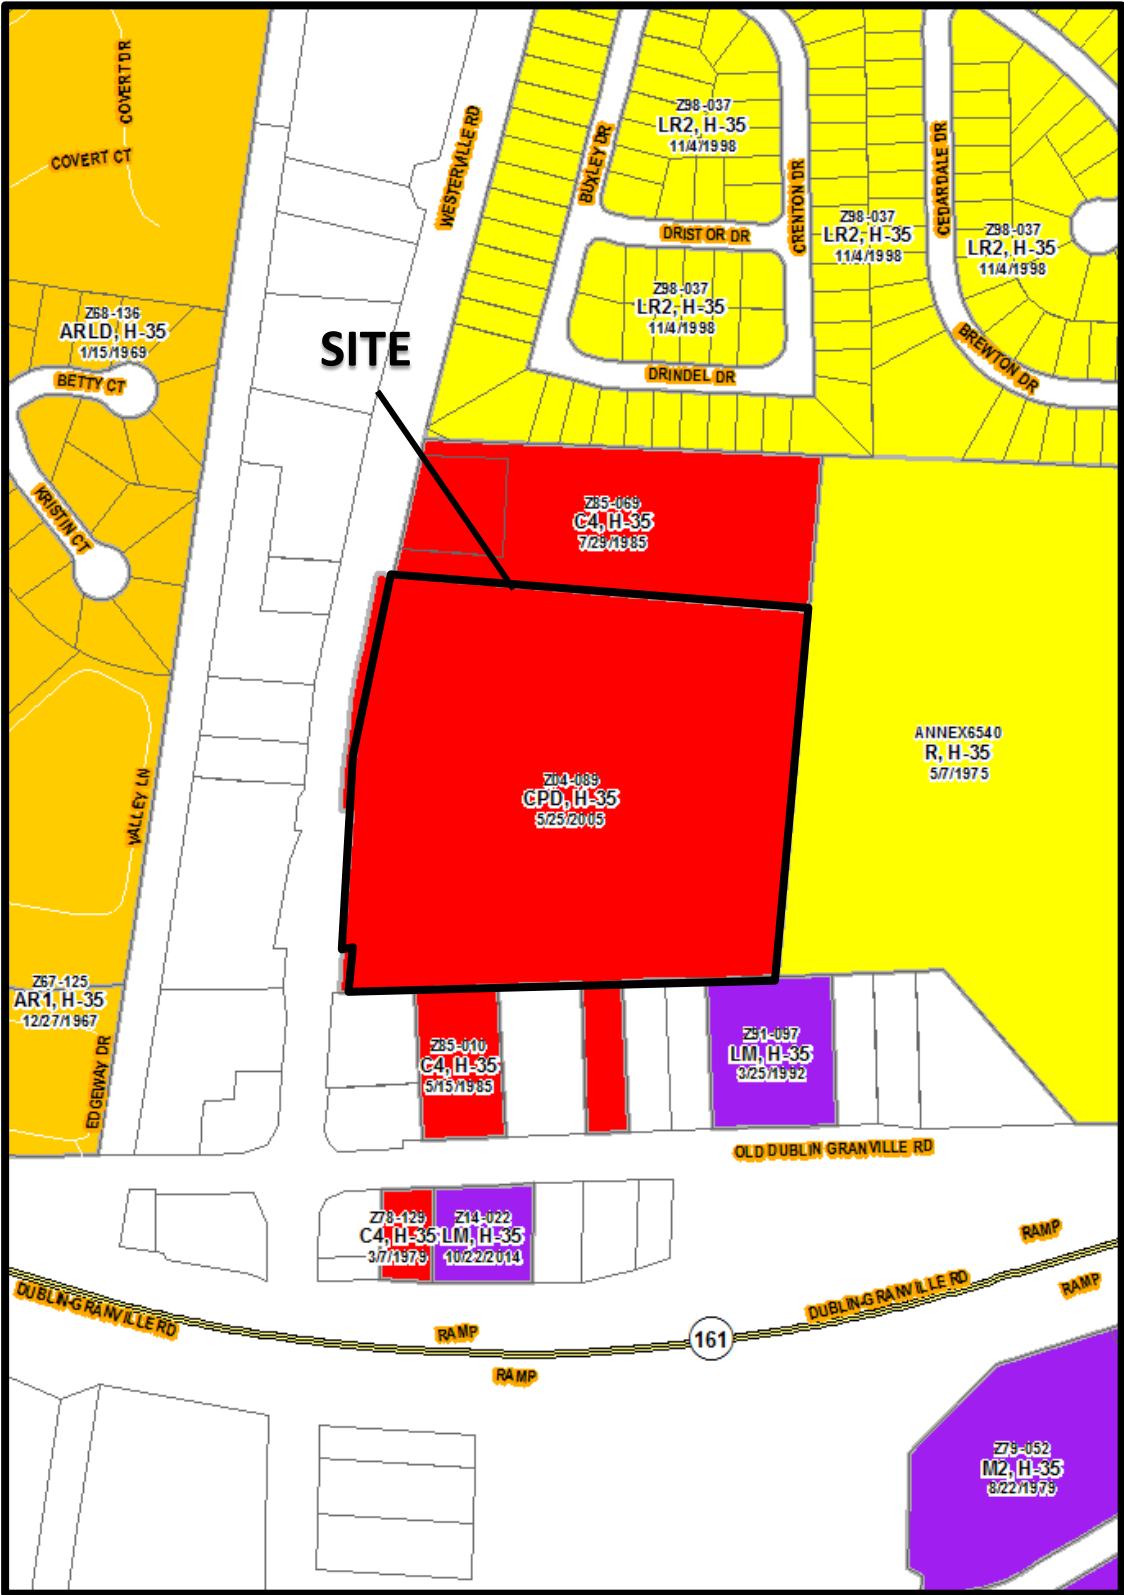 COVERT DR
COVERT CT
WESTERVILLE RD
BUXLEY DR
Z98-037
LR2, H-35
11/4/1998
CRENTON DR
CEDARDALE DR
DRISTOR DR
Z98-037
LR2, H-35
11/4/1998
Z98-037
LR2, H-35
11/4/1998
Z98-037
LR2, H-35
11/4/1998
Z68-136
ARLD, H-35
1/15/1969
BETTY CT
SITE
DRINDEL DR
BREWTON DR
KRISTIN CT
Z85-069
C4, H-35
7/29/1985
ANNEX6540
R, H-35
5/7/1975
Z04-089
CPD, H-35
5/25/2005
VALLEY LN
Z67-125
AR1, H-35
12/27/1967
EDGEWAY DR
Z85-010
C4, H-35
5/15/1985
Z91-097
LM, H-35
3/25/1992
OLD DUBLIN GRANVILLE RD
Z78-129
C4, H-35
3/7/1979
Z14-022
LM, H-35
10/22/2014
RAMP
RAMP
DUBLIN-GRANVILLE RD
DUBLIN-GRANVILLE RD
RAMP
161
RAMP
Z79-052
M2, H-35
8/22/1979